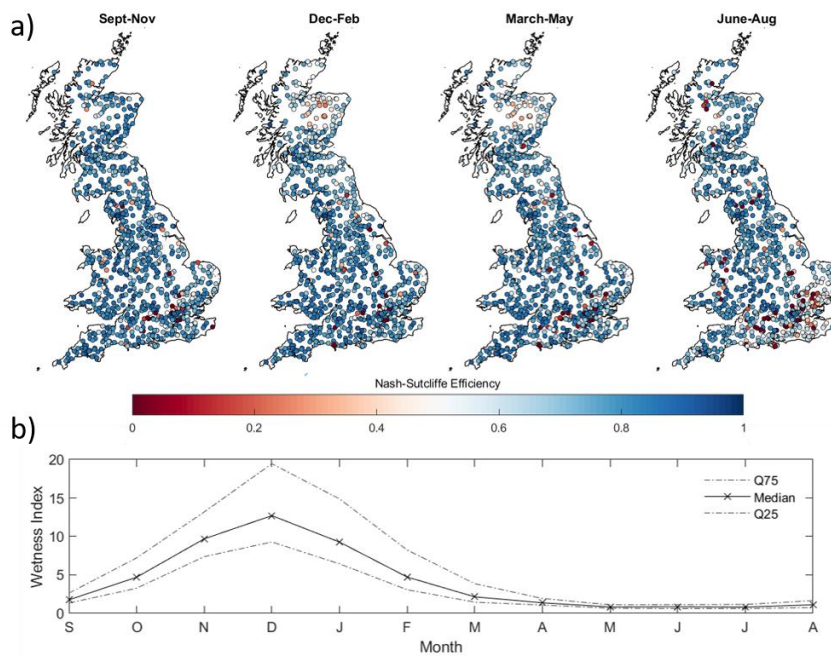 a)
Sept-Nov Dec-Feb March-May June-Aug
Nash-Sutcliffe Efficiency
0 0.2 0.4 0.6 0.8 1
b)
20
15
10
5
0
Wetness Index
Q75
Median
Q25
S O N D J F M A M J J A
Month